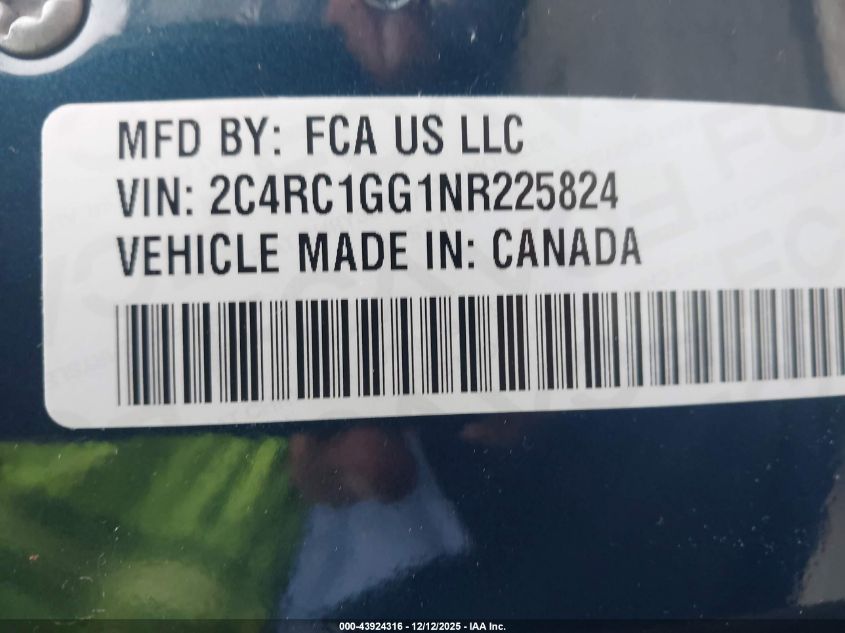 MFD BY: FCA US LLC
VIN: 2C4RC1GG1NR225824
VEHICLE MADE IN: CANADA
000-43924316 - 12/12/2025 - IAA Inc.